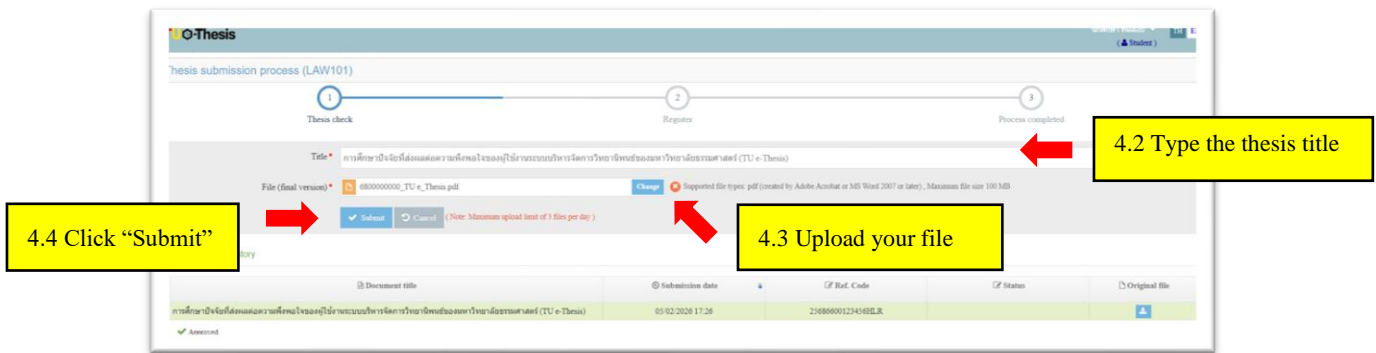 O-Thesis
( Student )
Thesis submission process (LAW101)
1 2 3
Thesis check Register Process completed
4.2 Type the thesis title
Title * การศึกษาปัจจัยที่ส่งผลต่อความพึงพอใจของผู้ใช้งานระบบบริหารจัดการวิทยานิพนธ์ของมหาวิทยาลัยธรรมศาสตร์ (TU e-Thesis)
File (final version) * 6800000000_TU e_Thesis.pdf Change Supported file types: pdf (created by Adobe Acrobat or MS Word 2007 or later) , Maximum file size 100 MB
Submit Cancel ( Note: Maximum upload limit of 3 files per day )
4.4 Click “Submit”
4.3 Upload your file
Document title Submission date Ref. Code Status Original file
การศึกษาปัจจัยที่ส่งผลต่อความพึงพอใจของผู้ใช้งานระบบบริหารจัดการวิทยานิพนธ์ของมหาวิทยาลัยธรรมศาสตร์ (TU e-Thesis) 05/02/2026 17:26